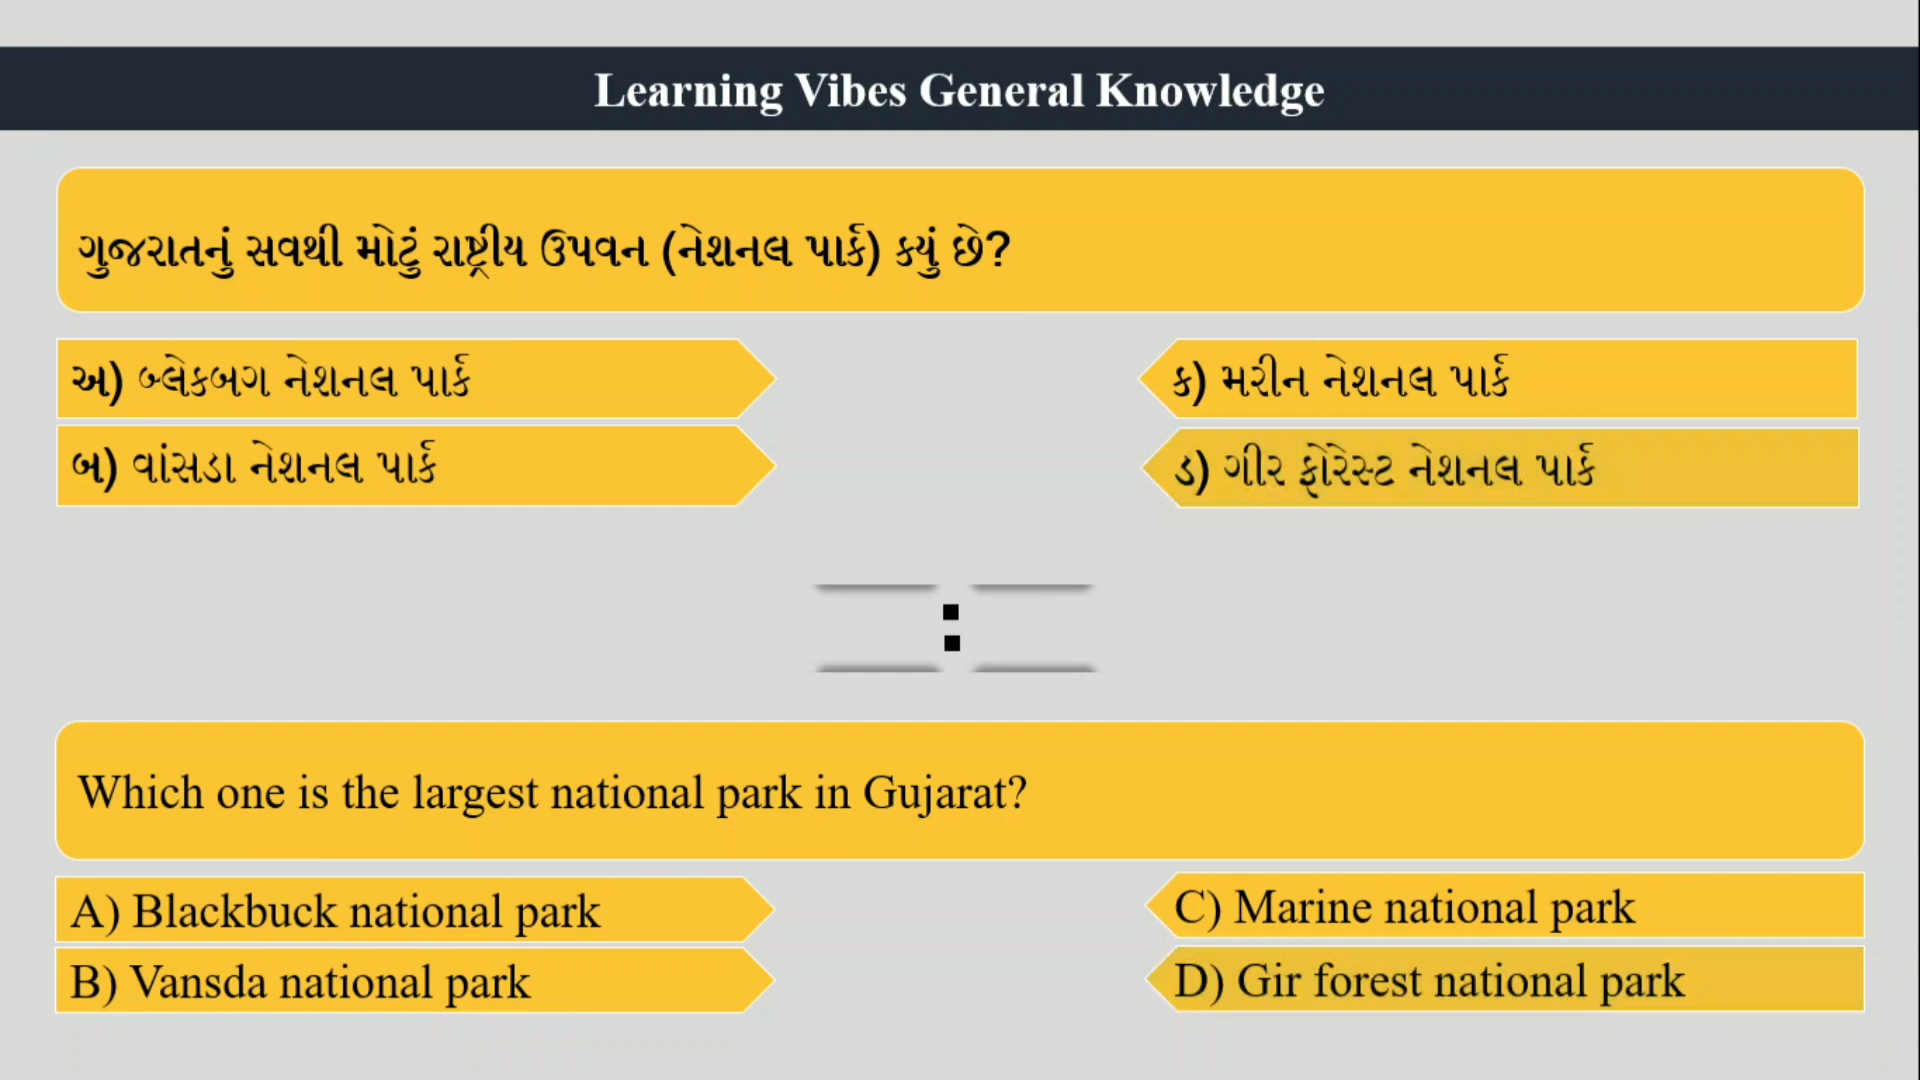 Learning Vibes General Knowledge
ગુજરાતનું સવથી મોટું રાષ્ટ્રીય ઉપવન (નેશનલ પાર્ક) કયું છે?
અ) બ્લેકબગ નેશનલ પાર્ક
બ) વાંસડા નેશનલ પાર્ક
ક) મરીન નેશનલ પાર્ક
ડ) ગીર ફોરેસ્ટ નેશનલ પાર્ક
:
Which one is the largest national park in Gujarat?
A) Blackbuck national park
B) Vansda national park
C) Marine national park
D) Gir forest national park